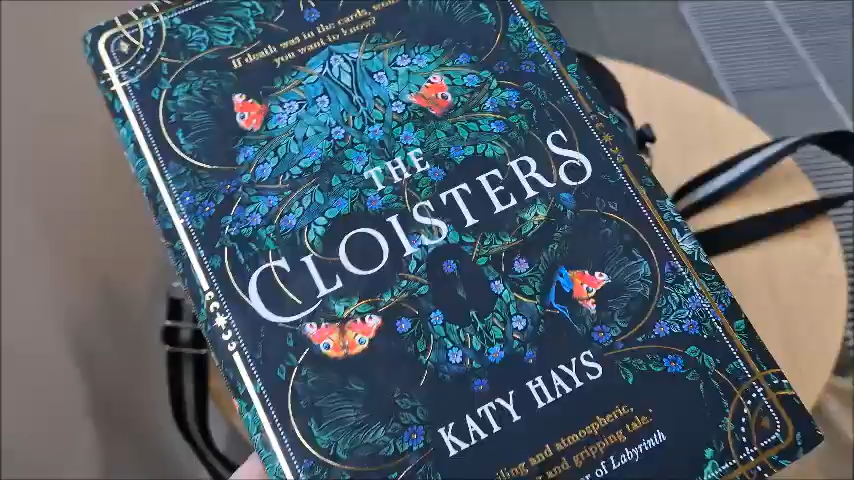 If death was in the cards, would
you want to know?
THE
CLOISTERS
KATY HAYS
and atmospheric,
and gripping tale.'
of Labyrinth